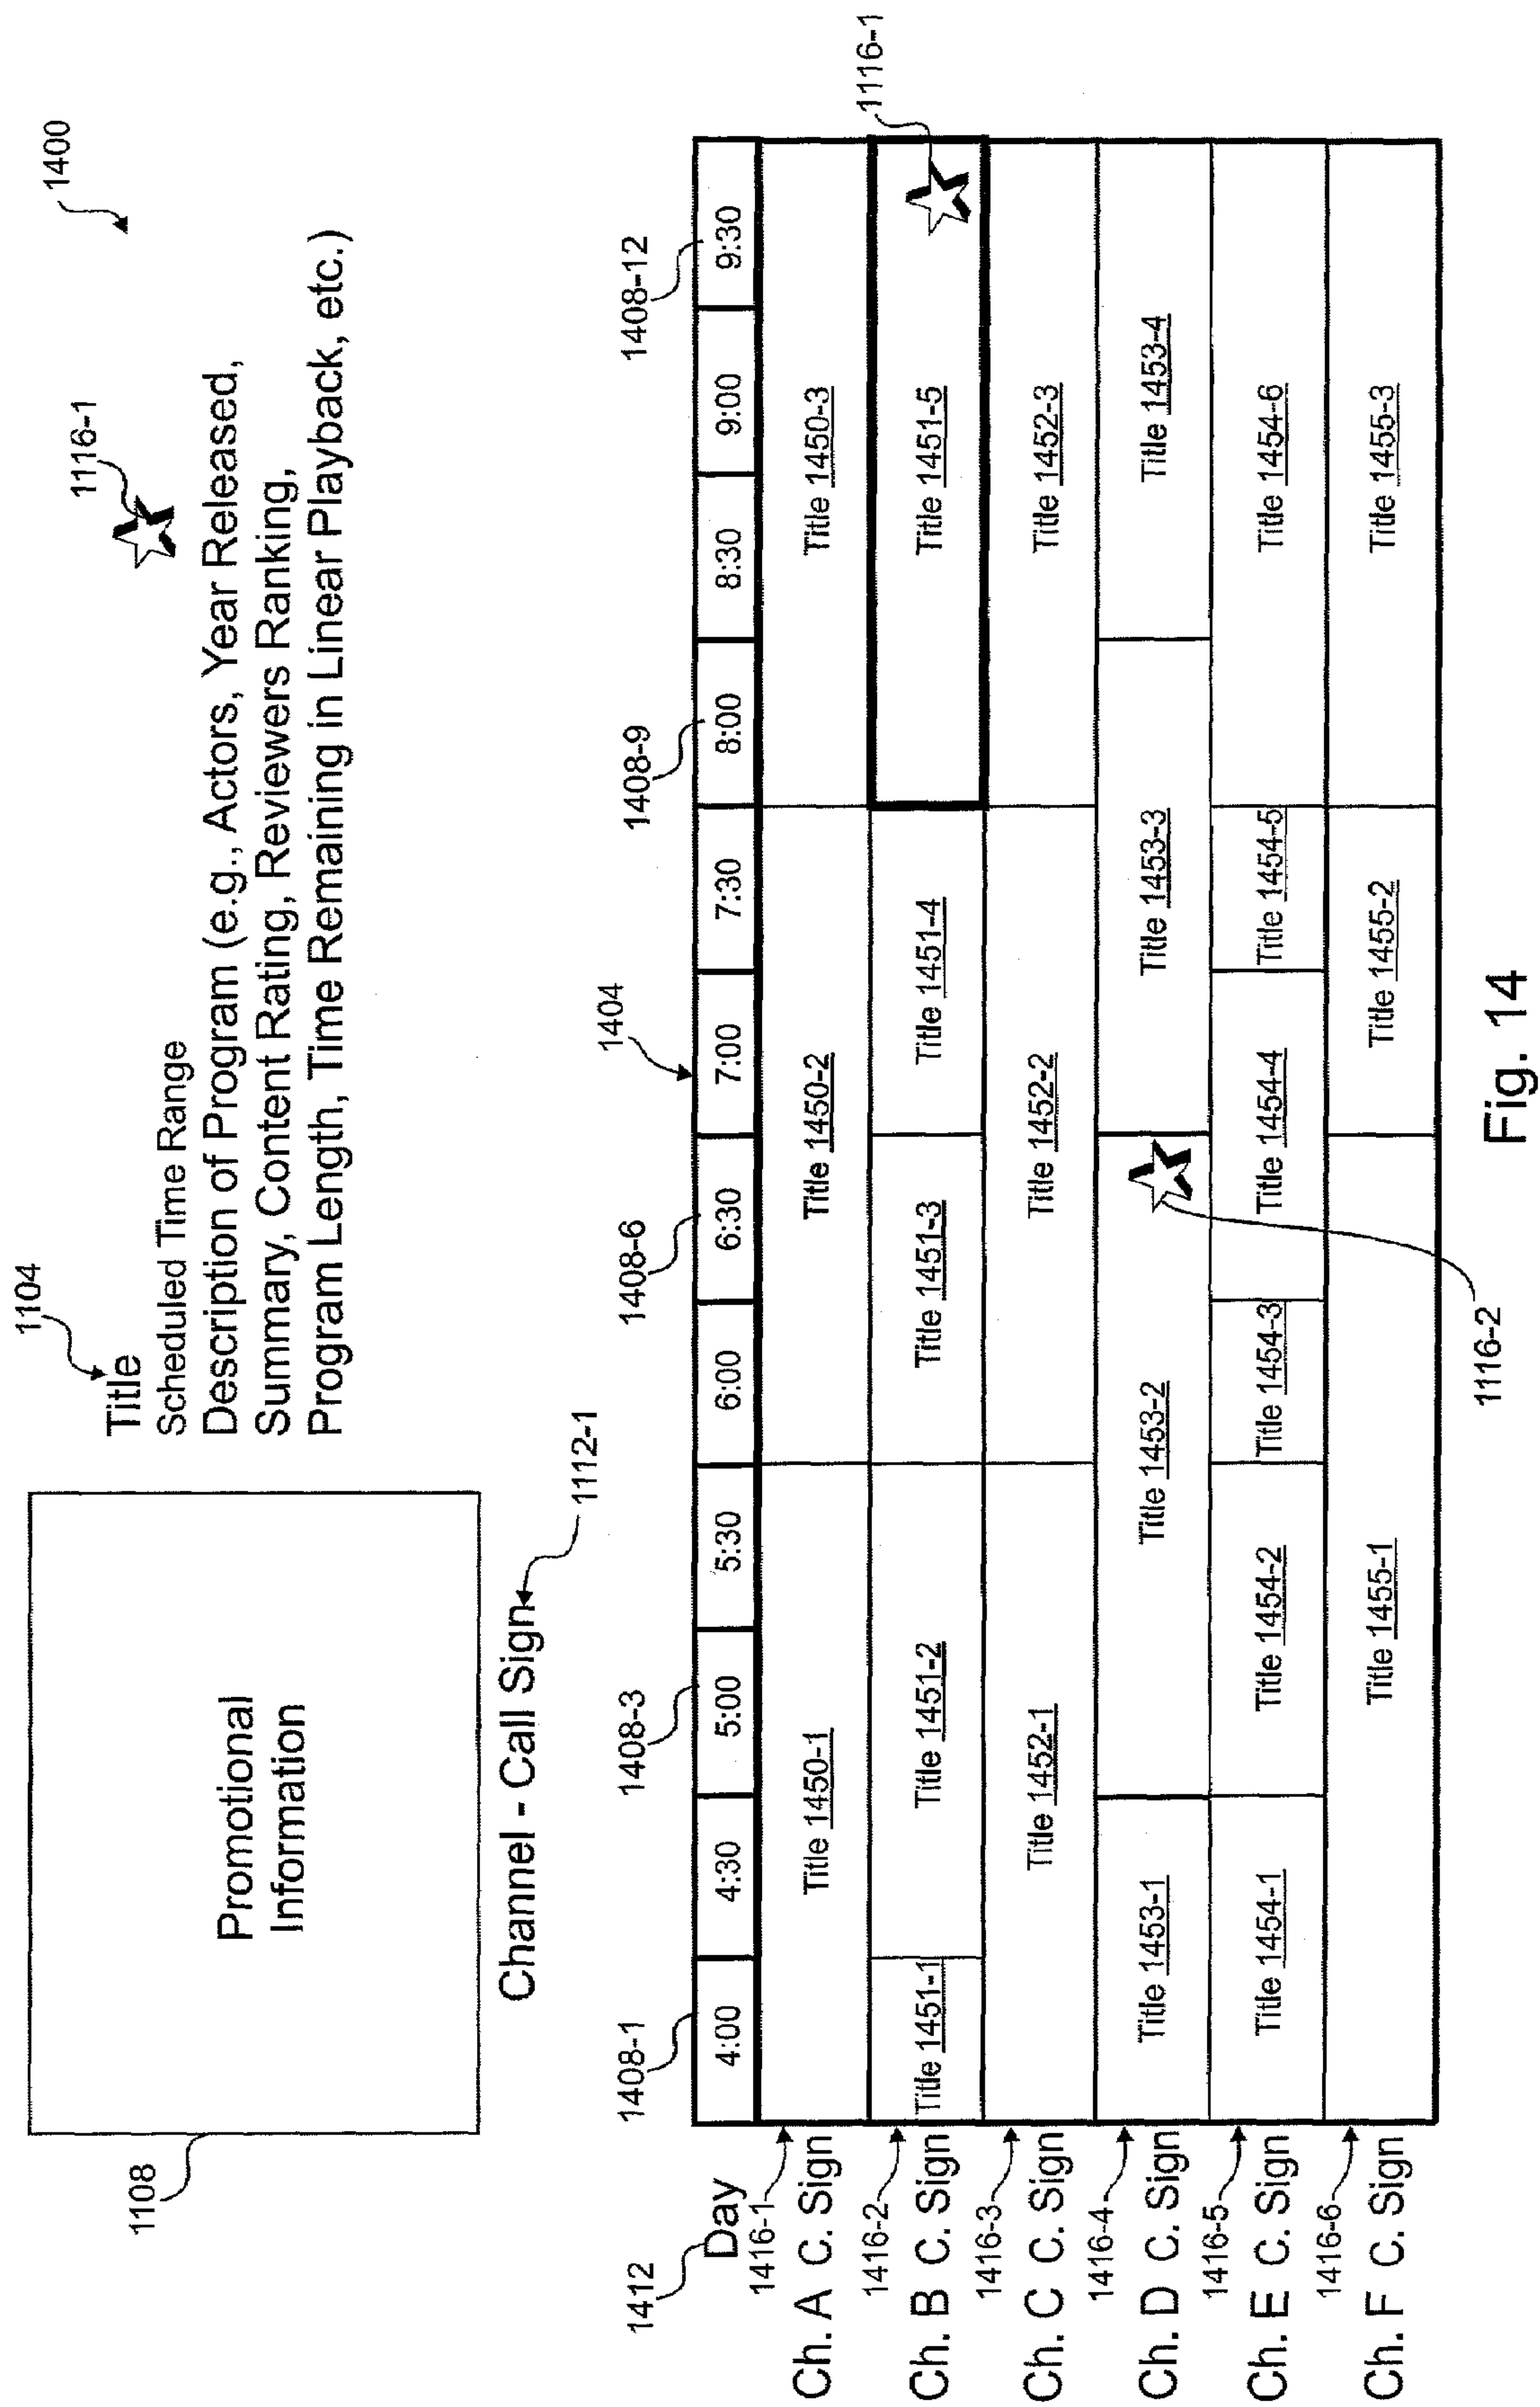 1400
1104
1116-1
Title
Scheduled Time Range
Description of Program (e.g., Actors, Year Released,
Summary, Content Rating, Reviewers Ranking,
Program Length, Time Remaining in Linear Playback, etc.)
1108
Promotional
Information
Channel - Call Sign
1112-1
1412
1408-1
1408-3
1408-6
1404
1408-9
1408-12
Day
4:00 4:30 5:00 5:30 6:00 6:30 7:00 7:30 8:00 8:30 9:00 9:30
1416-1
Ch. A C. Sign Title 1450-1 Title 1450-2 Title 1450-3
1116-1
1416-2
Ch. B C. Sign Title 1451-1 Title 1451-2 Title 1451-3 Title 1451-4 Title 1451-5
1416-3
Ch. C C. Sign Title 1452-1 Title 1452-2 Title 1452-3
1416-4
Ch. D C. Sign Title 1453-1 Title 1453-2 Title 1453-3 Title 1453-4
1416-5
Ch. E C. Sign Title 1454-1 Title 1454-2 Title 1454-3 Title 1454-4 Title 1454-5 Title 1454-6
1416-6
Ch. F C. Sign Title 1455-1 Title 1455-2 Title 1455-3
1116-2
Fig. 14